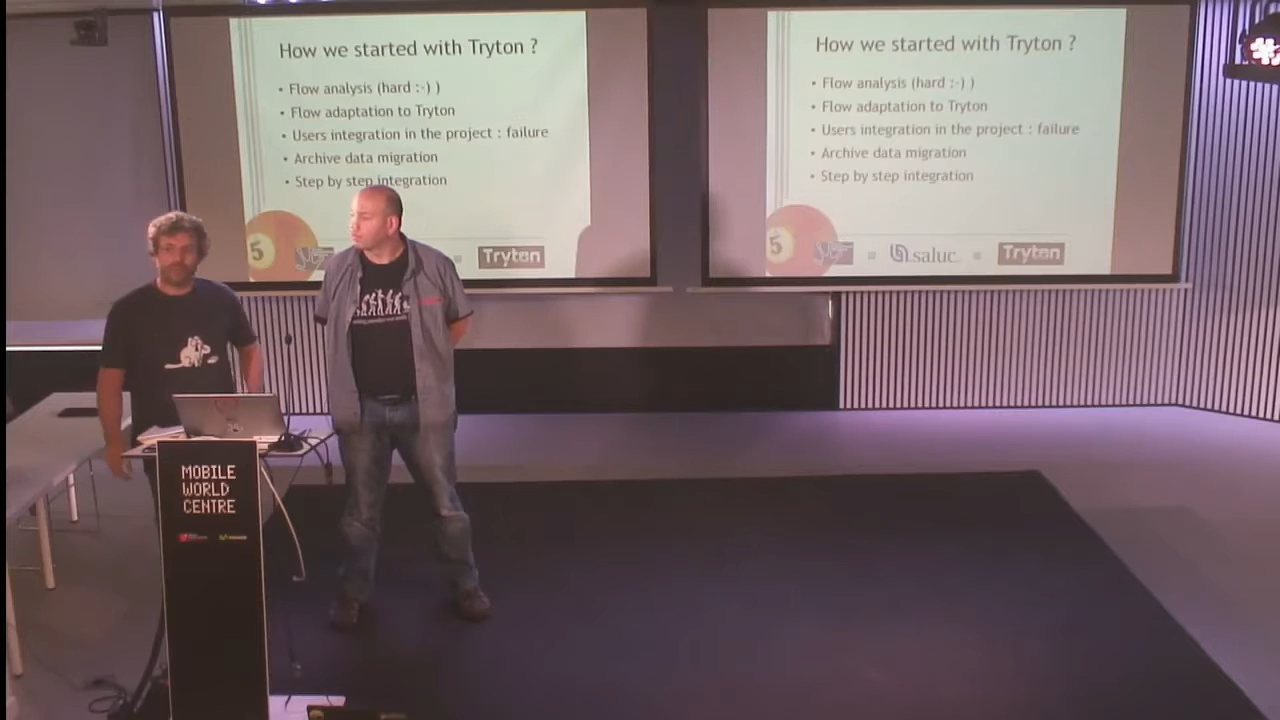 How we started with Tryton ?
• Flow analysis (hard :-) )
• Flow adaptation to Tryton
• Users integration in the project : failure
• Archive data migration
• Step by step integration
5
Tryton
How we started with Tryton ?
• Flow analysis (hard :-) )
• Flow adaptation to Tryton
• Users integration in the project : failure
• Archive data migration
• Step by step integration
5
saluc
Tryton
MOBILE
WORLD
CENTRE